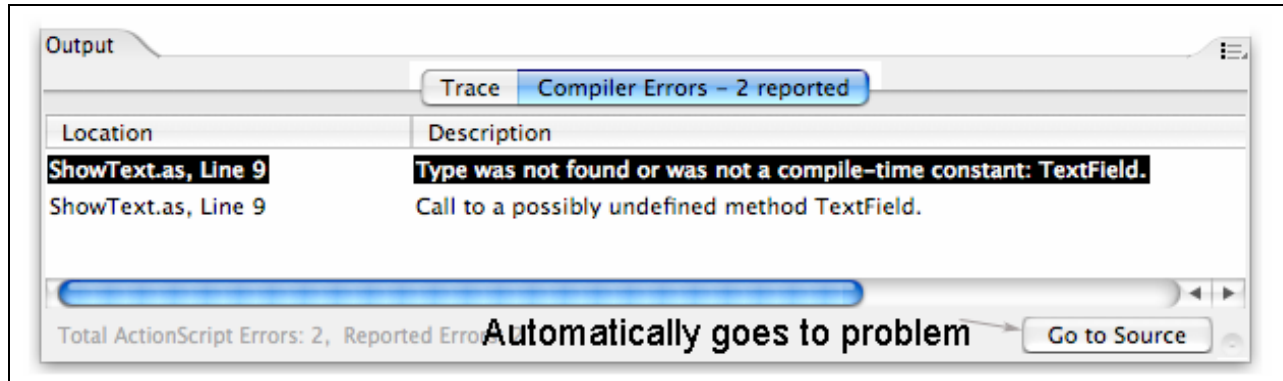 Output
Trace Compiler Errors – 2 reported
Location Description
ShowText.as, Line 9 Type was not found or was not a compile-time constant: TextField.
ShowText.as, Line 9 Call to a possibly undefined method TextField.
Total ActionScript Errors: 2, Reported Automatically goes to problem Go to Source